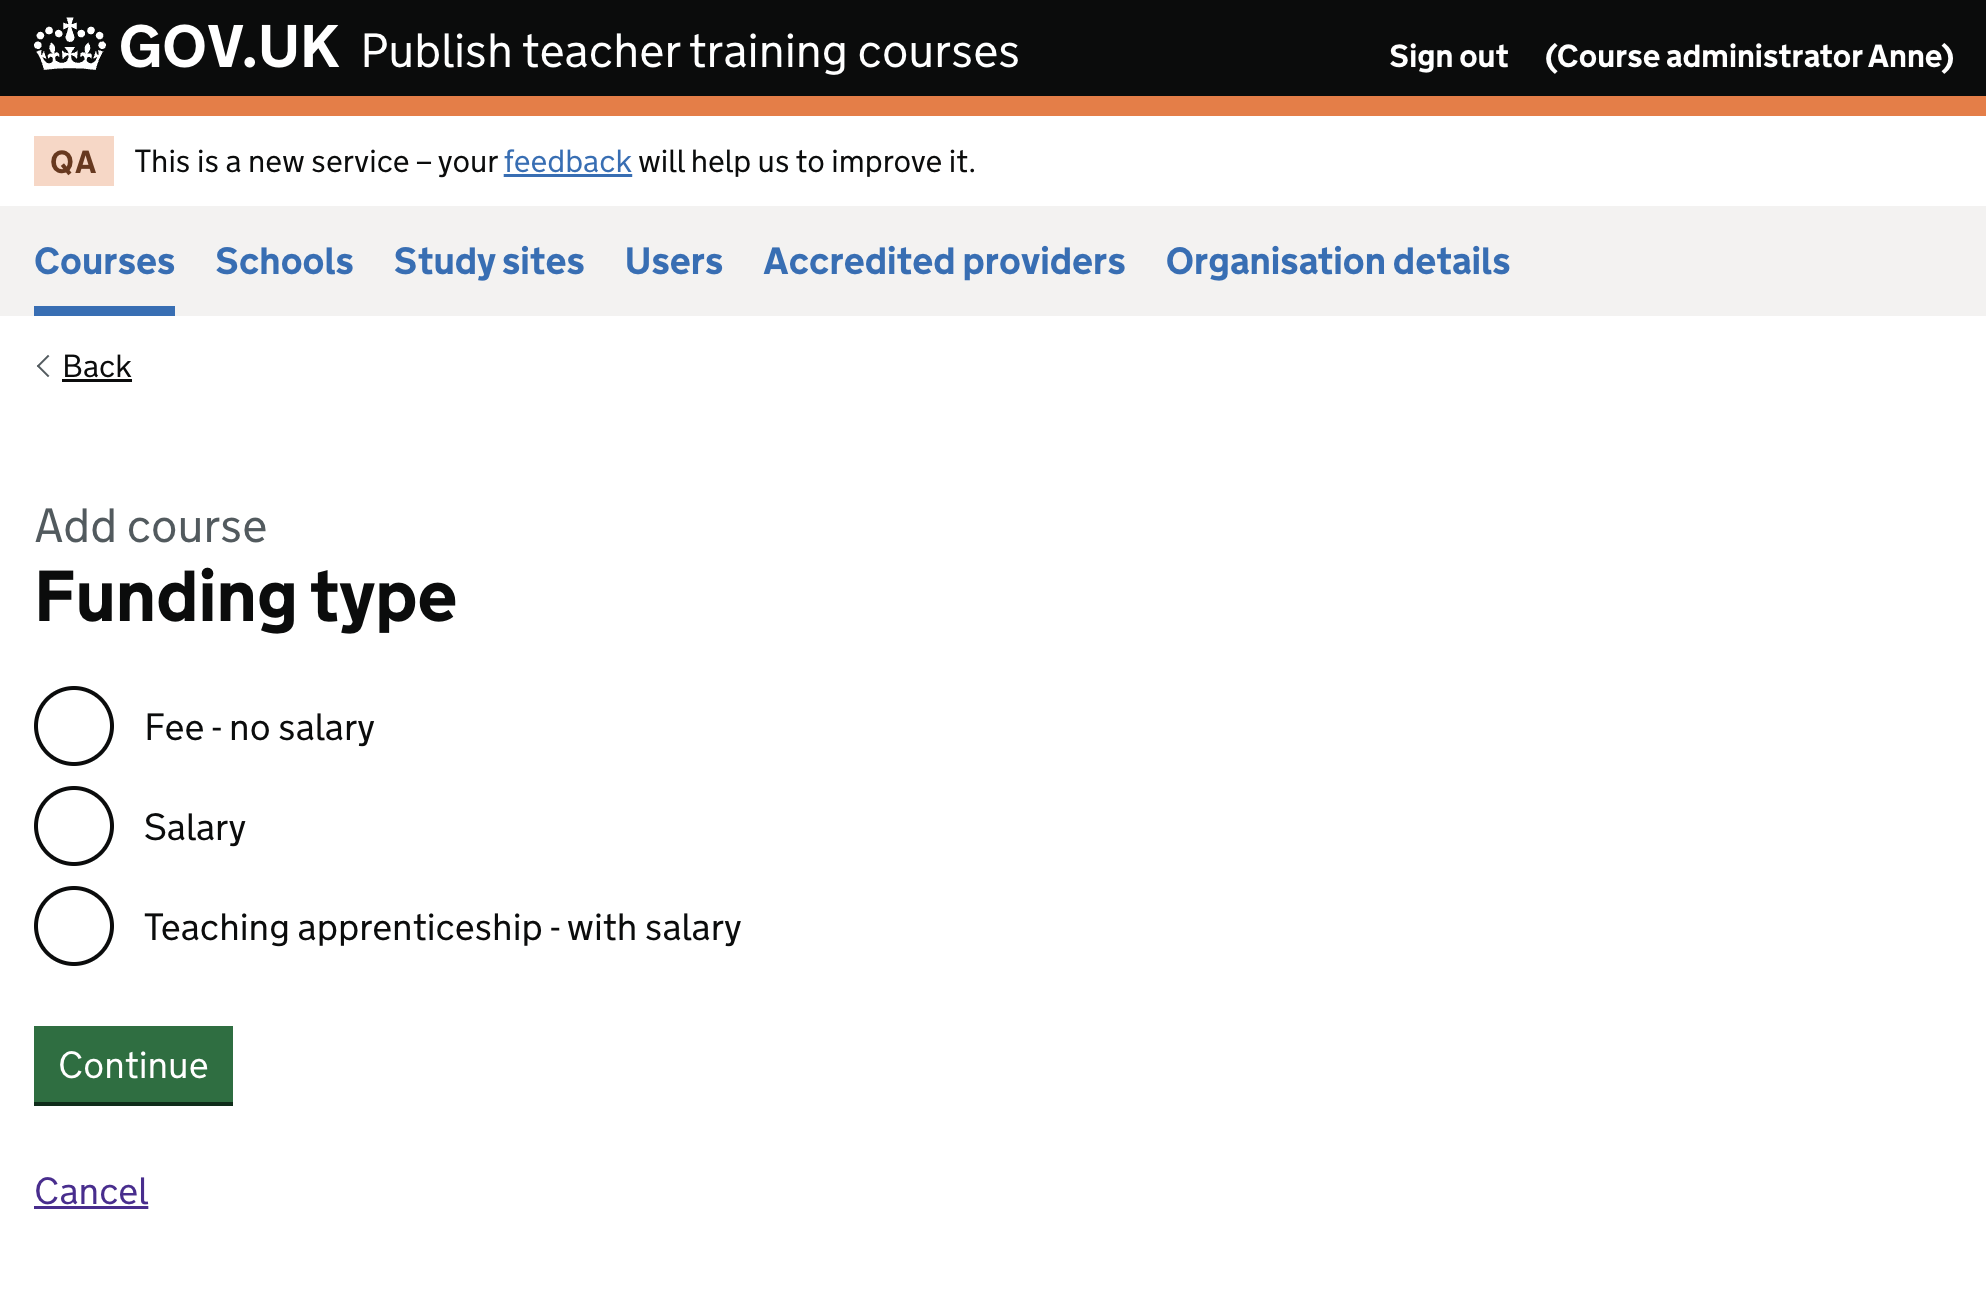 GOV.UK Publish teacher training courses Sign out (Course administrator Anne)
QA This is a new service – your feedback will help us to improve it.
Courses Schools Study sites Users Accredited providers Organisation details
Back
Add course
Funding type
Fee - no salary
Salary
Teaching apprenticeship - with salary
Continue
Cancel